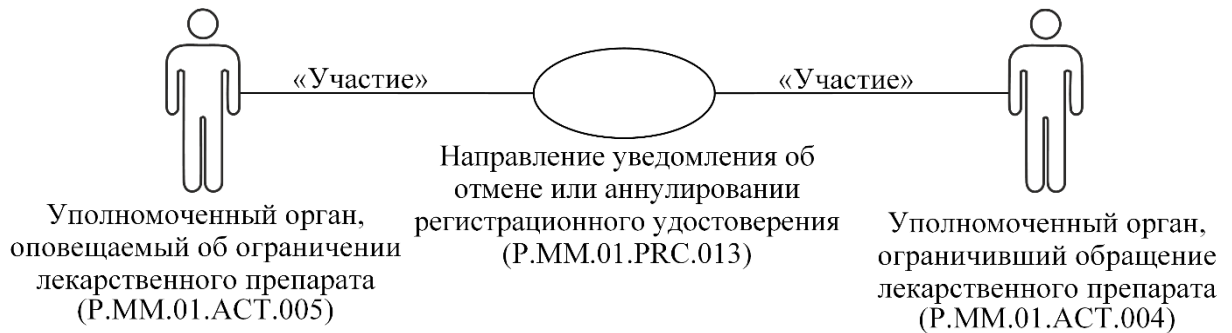 «Участие»
«Участие»
Направление уведомления об
отмене или аннулировании
регистрационного удостоверения
(P.MM.01.PRC.013)
Уполномоченный орган,
оповещаемый об ограничении
лекарственного препарата
(P.MM.01.ACT.005)
Уполномоченный орган,
ограничивший обращение
лекарственного препарата
(P.MM.01.ACT.004)